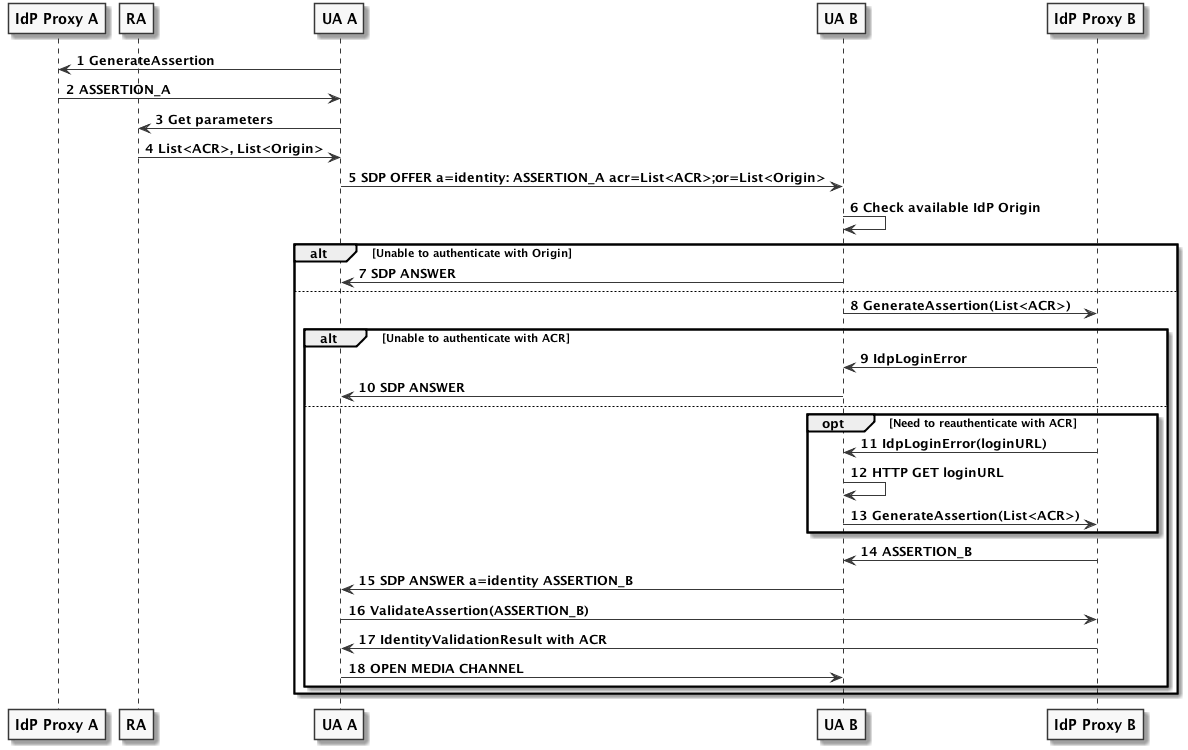 IdP Proxy A RA UA A UA B IdP Proxy B
1 GenerateAssertion
2 ASSERTION_A
3 Get parameters
4 List<ACR>, List<Origin>
5 SDP OFFER a=identity: ASSERTION_A acr=List<ACR>;or=List<Origin>
6 Check available IdP Origin
alt [Unable to authenticate with Origin]
7 SDP ANSWER
8 GenerateAssertion(List<ACR>)
alt [Unable to authenticate with ACR]
9 IdpLoginError
10 SDP ANSWER
opt [Need to reauthenticate with ACR]
11 IdpLoginError(loginURL)
12 HTTP GET loginURL
13 GenerateAssertion(List<ACR>)
14 ASSERTION_B
15 SDP ANSWER a=identity ASSERTION_B
16 ValidateAssertion(ASSERTION_B)
17 IdentityValidationResult with ACR
18 OPEN MEDIA CHANNEL
IdP Proxy A RA UA A UA B IdP Proxy B